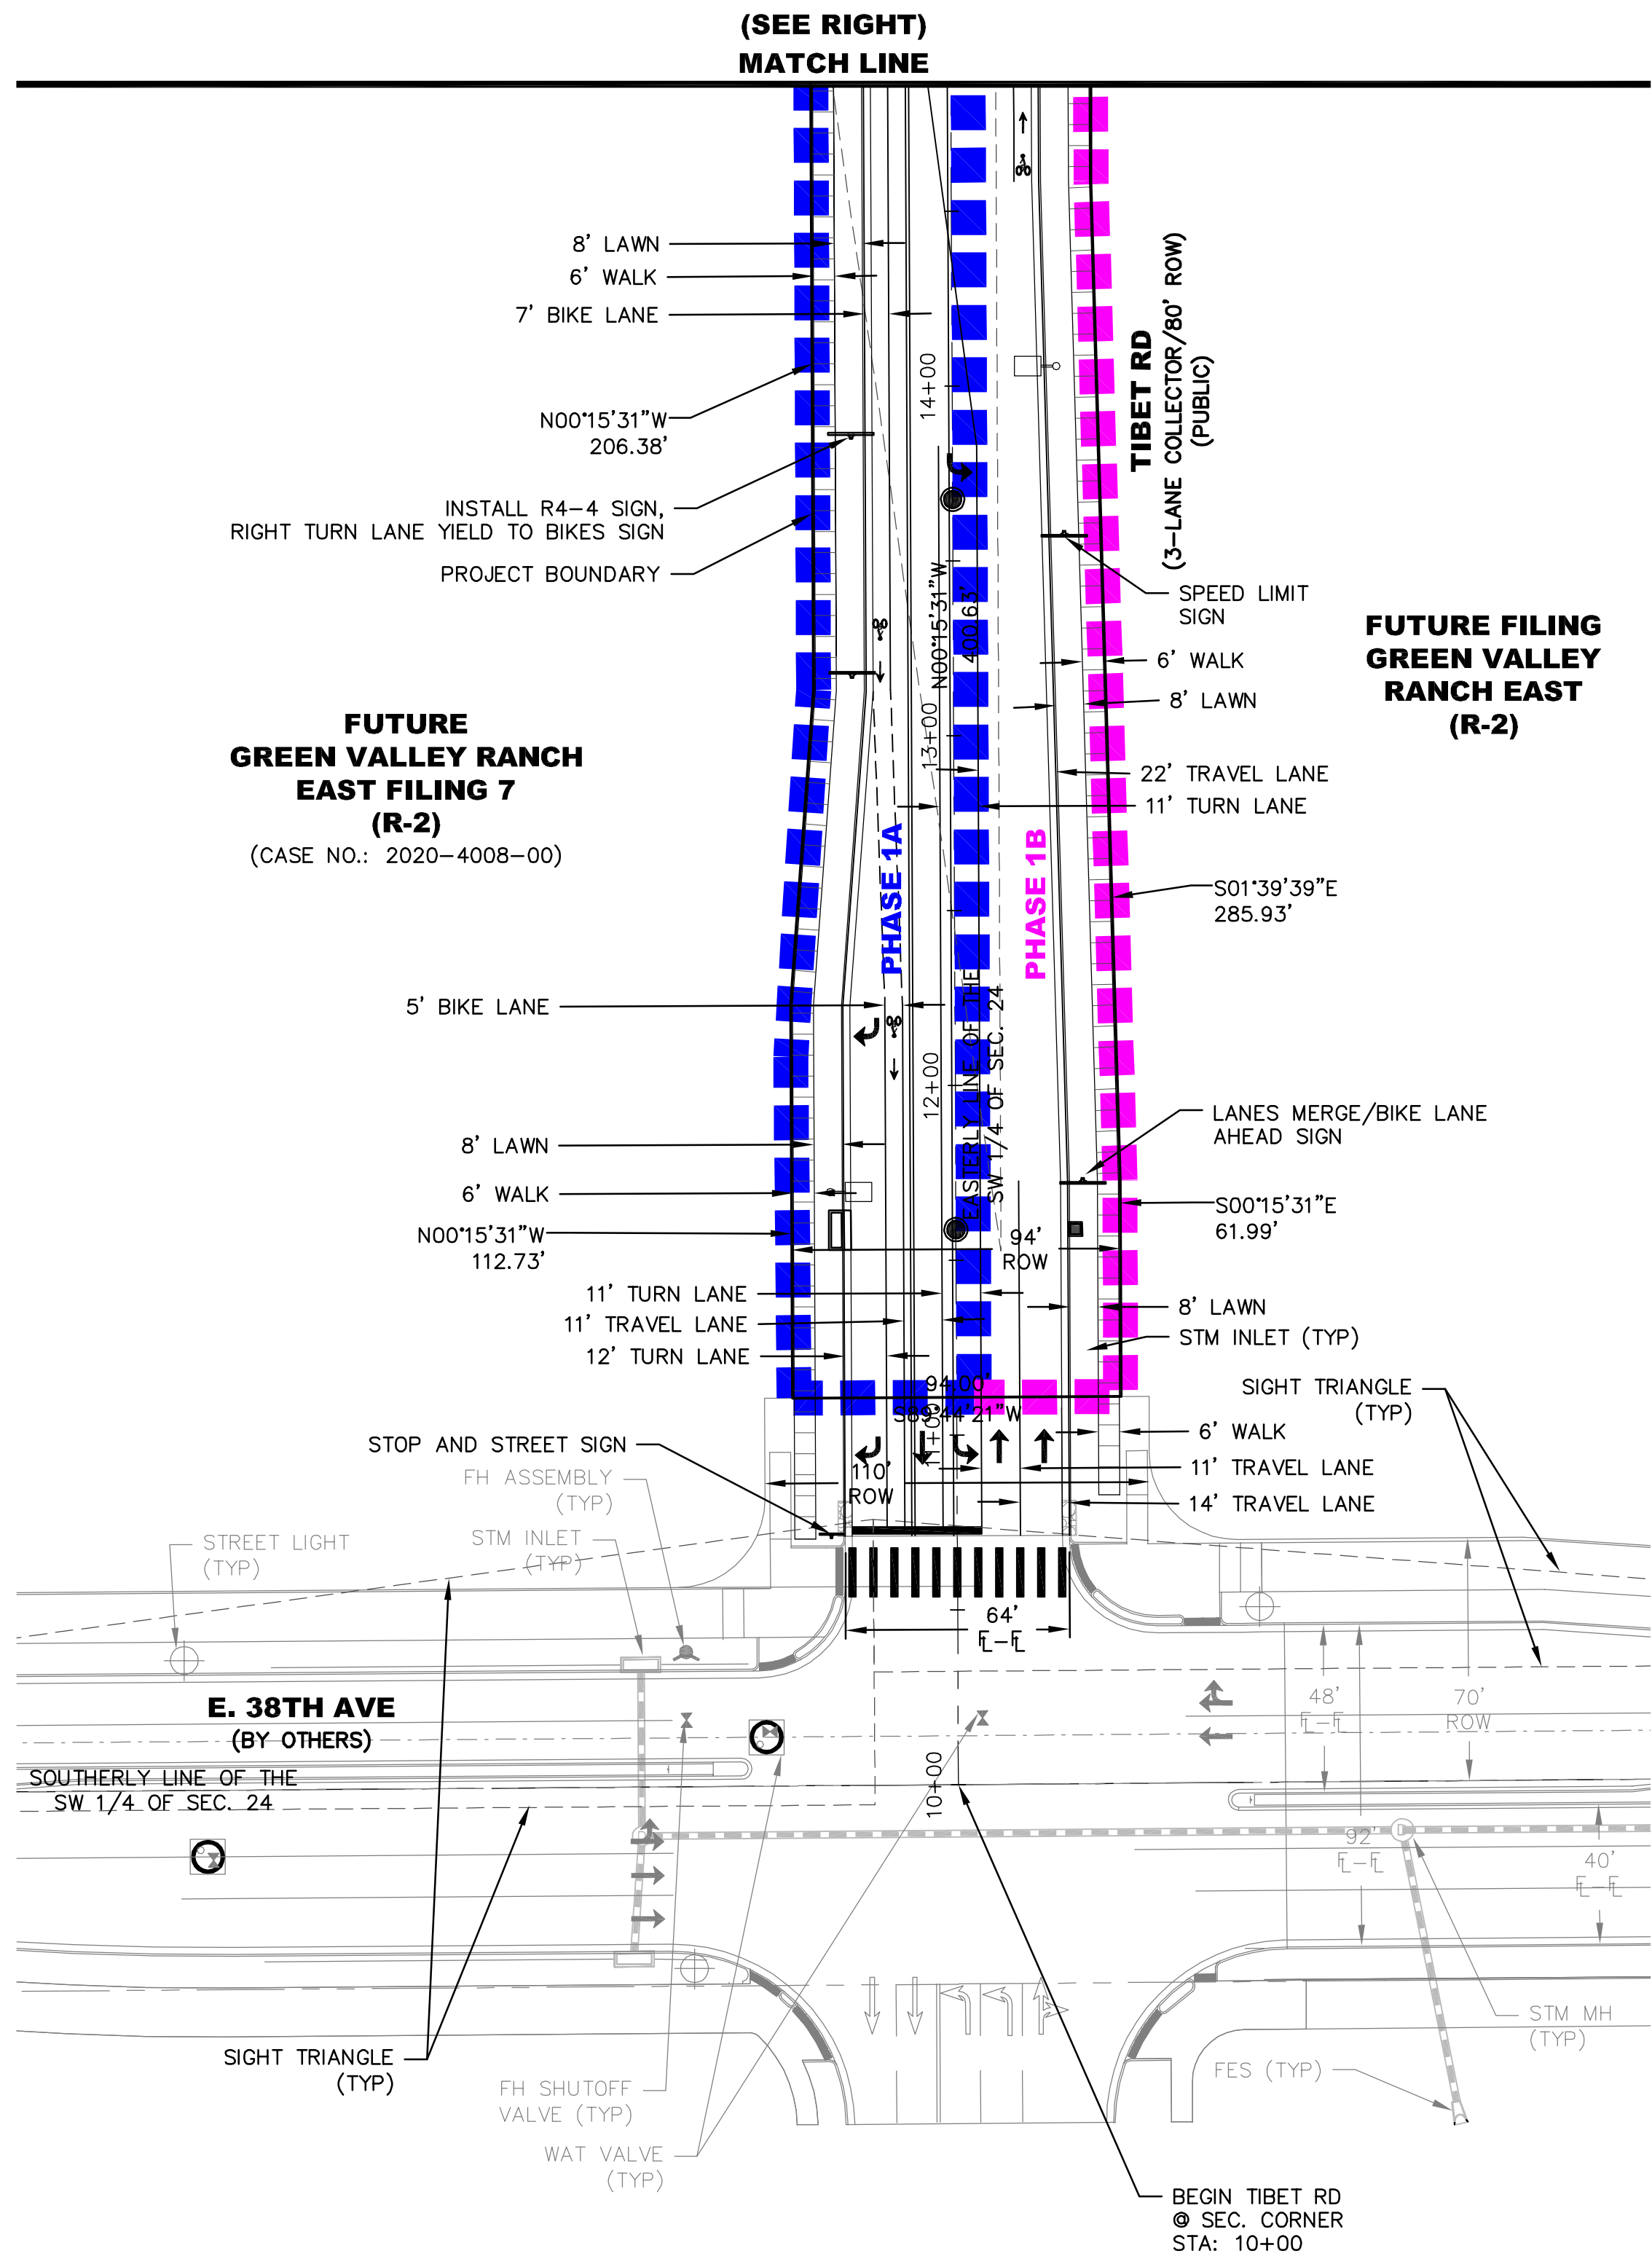 (SEE RIGHT)
MATCH LINE
8' LAWN
6' WALK
7' BIKE LANE
N00°15'31"W
206.38'
INSTALL R4-4 SIGN,
RIGHT TURN LANE YIELD TO BIKES SIGN
PROJECT BOUNDARY
14+00
TIBET RD
(3-LANE COLLECTOR/80' ROW)
(PUBLIC)
SPEED LIMIT
SIGN
FUTURE FILING
GREEN VALLEY
RANCH EAST
(R-2)
6' WALK
8' LAWN
N00°15'31"W
400.63'
13+00
FUTURE
GREEN VALLEY RANCH
EAST FILING 7
(R-2)
(CASE NO.: 2020-4008-00)
22' TRAVEL LANE
11' TURN LANE
PHASE 1A
PHASE 1B
S01°39'39"E
285.93'
5' BIKE LANE
EASTERLY LINE OF THE
SW 1/4 OF SEC. 24
12+00
LANES MERGE/BIKE LANE
AHEAD SIGN
8' LAWN
6' WALK
N00°15'31"W
112.73'
S00°15'31"E
61.99'
94'
ROW
11' TURN LANE
11' TRAVEL LANE
12' TURN LANE
8' LAWN
STM INLET (TYP)
94.00'
S89°44'21"W
11+00
SIGHT TRIANGLE
(TYP)
6' WALK
STOP AND STREET SIGN
11' TRAVEL LANE
110'
ROW
14' TRAVEL LANE
FH ASSEMBLY
(TYP)
STREET LIGHT
(TYP)
STM INLET
(TYP)
64'
FL-FL
E. 38TH AVE
(BY OTHERS)
48'
FL-FL
70'
ROW
SOUTHERLY LINE OF THE
SW 1/4 OF SEC. 24
10+00
92'
FL-FL
40'
FL-FL
STM MH
(TYP)
SIGHT TRIANGLE
(TYP)
FH SHUTOFF
VALVE (TYP)
FES (TYP)
WAT VALVE
(TYP)
BEGIN TIBET RD
@ SEC. CORNER
STA: 10+00